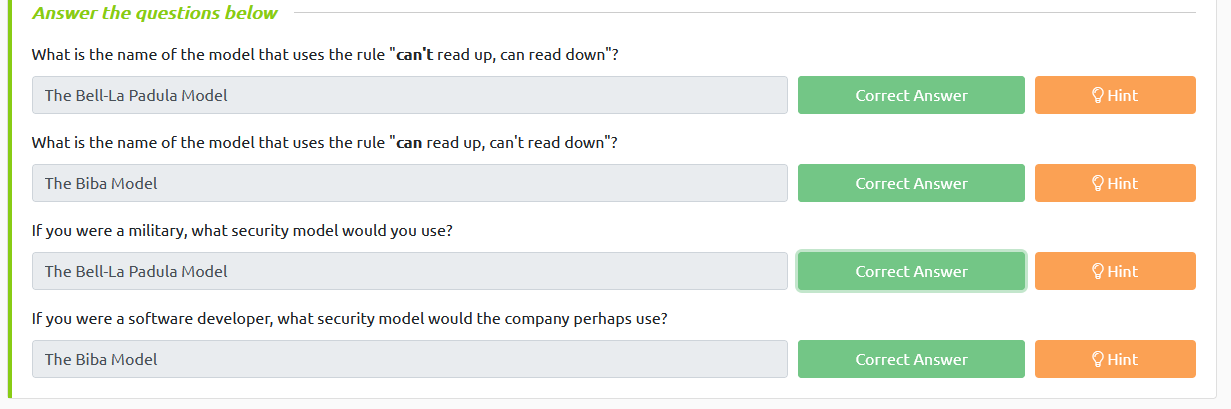 Answer the questions below
What is the name of the model that uses the rule "can't read up, can read down"?
The Bell-La Padula Model
Correct Answer
Hint
What is the name of the model that uses the rule "can read up, can't read down"?
The Biba Model
Correct Answer
Hint
If you were a military, what security model would you use?
The Bell-La Padula Model
Correct Answer
Hint
If you were a software developer, what security model would the company perhaps use?
The Biba Model
Correct Answer
Hint